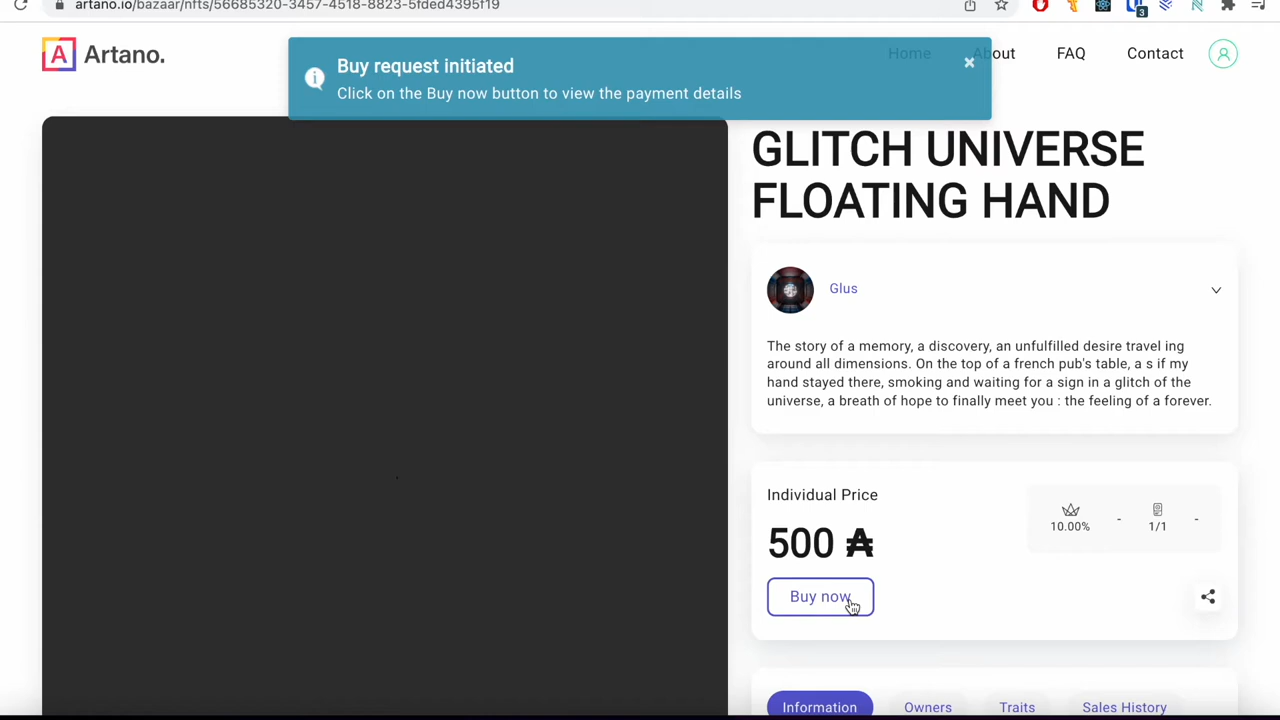 artano.io/bazaar/nfts/56685320-3457-4518-8823-5fded4395f19
3
A Artano.
Home
About
FAQ
Contact
Buy request initiated
×
Click on the Buy now button to view the payment details
GLITCH UNIVERSE
FLOATING HAND
Glus
The story of a memory, a discovery, an unfulfilled desire travel ing
around all dimensions. On the top of a french pub's table, a s if my
hand stayed there, smoking and waiting for a sign in a glitch of the
universe, a breath of hope to finally meet you : the feeling of a forever.
Individual Price
500 ₳
10.00%
-
1/1
-
Buy now
Information
Owners
Traits
Sales History